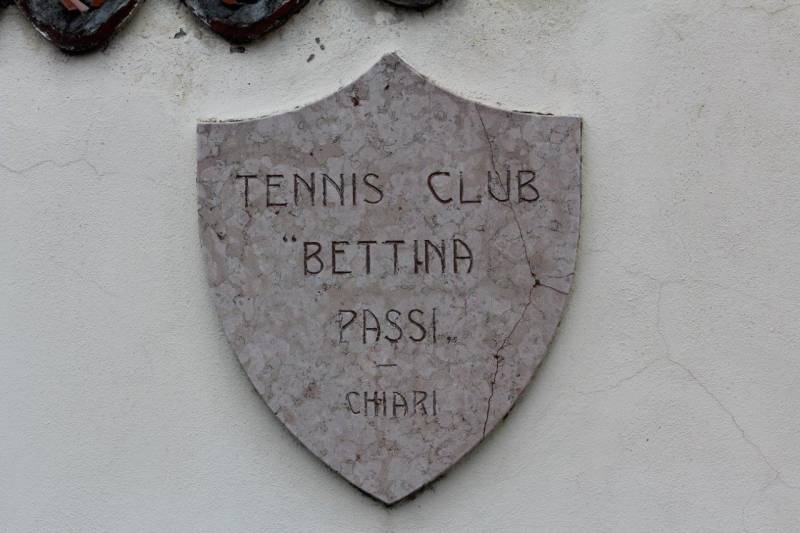 TENNIS CLUB
“BETTINA
PASSI„
–
CHIARI